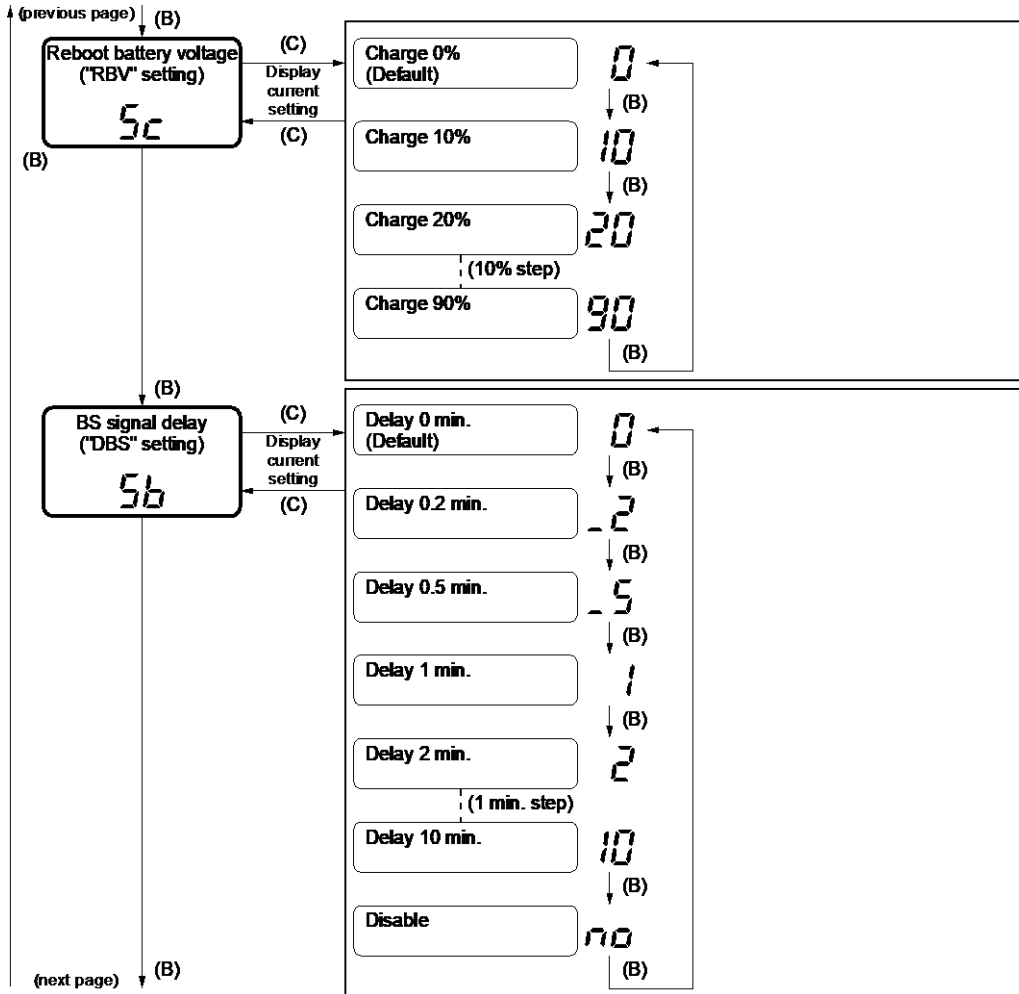 (previous page)
(B)
Reboot battery voltage
("RBV" setting)
5c
(C)
Display
current
setting
(C)
(B)
Charge 0%
(Default)
0
(B)
Charge 10%
10
(B)
Charge 20%
20
(10% step)
Charge 90%
90
(B)
(B)
BS signal delay
("DBS" setting)
5b
(C)
Display
current
setting
(C)
Delay 0 min.
(Default)
0
(B)
Delay 0.2 min.
_2
(B)
Delay 0.5 min.
_5
(B)
Delay 1 min.
1
(B)
Delay 2 min.
2
(1 min. step)
Delay 10 min.
10
(B)
Disable
no
(B)
(next page)
(B)